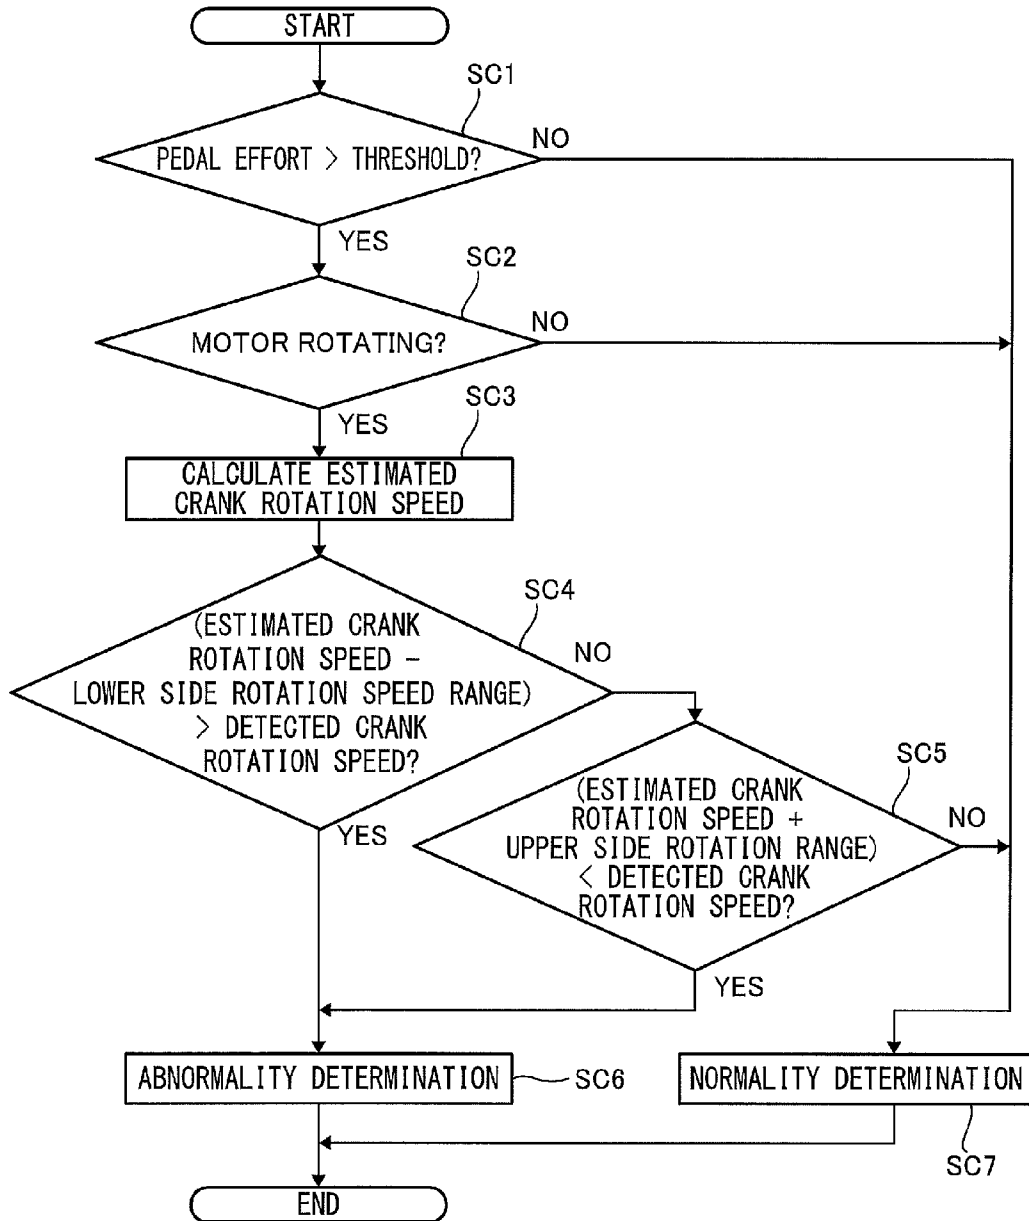 START
SC1
PEDAL EFFORT > THRESHOLD?
NO
YES
SC2
MOTOR ROTATING?
NO
YES
SC3
CALCULATE ESTIMATED
CRANK ROTATION SPEED
SC4
(ESTIMATED CRANK
ROTATION SPEED -
LOWER SIDE ROTATION SPEED RANGE)
> DETECTED CRANK
ROTATION SPEED?
NO
YES
SC5
(ESTIMATED CRANK
ROTATION SPEED +
UPPER SIDE ROTATION RANGE)
< DETECTED CRANK
ROTATION SPEED?
NO
YES
ABNORMALITY DETERMINATION
SC6
NORMALITY DETERMINATION
SC7
END